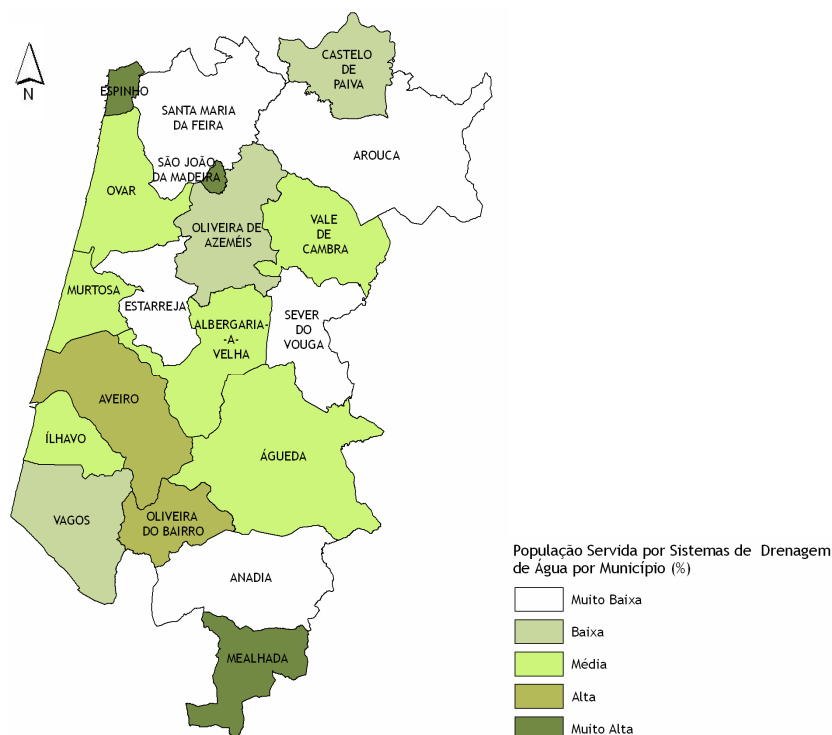 N
CASTELO
DE
PAIVA
ESPINHO
SANTA MARIA
DA FEIRA
AROUCA
SÃO JOÃO
DA MADEIRA
OVAR
OLIVEIRA DE
AZEMÉIS
VALE
DE
CAMBRA
MURTOSA
ESTARREJA
ALBERGARIA-
-A-
VELHA
SEVER
DO
VOUGA
AVEIRO
ÍLHAVO
ÁGUEDA
VAGOS
OLIVEIRA
DO BAIRRO
ANADIA
MEALHADA
População Servida por Sistemas de Drenagem
de Água por Município (%)
Muito Baixa
Baixa
Média
Alta
Muito Alta